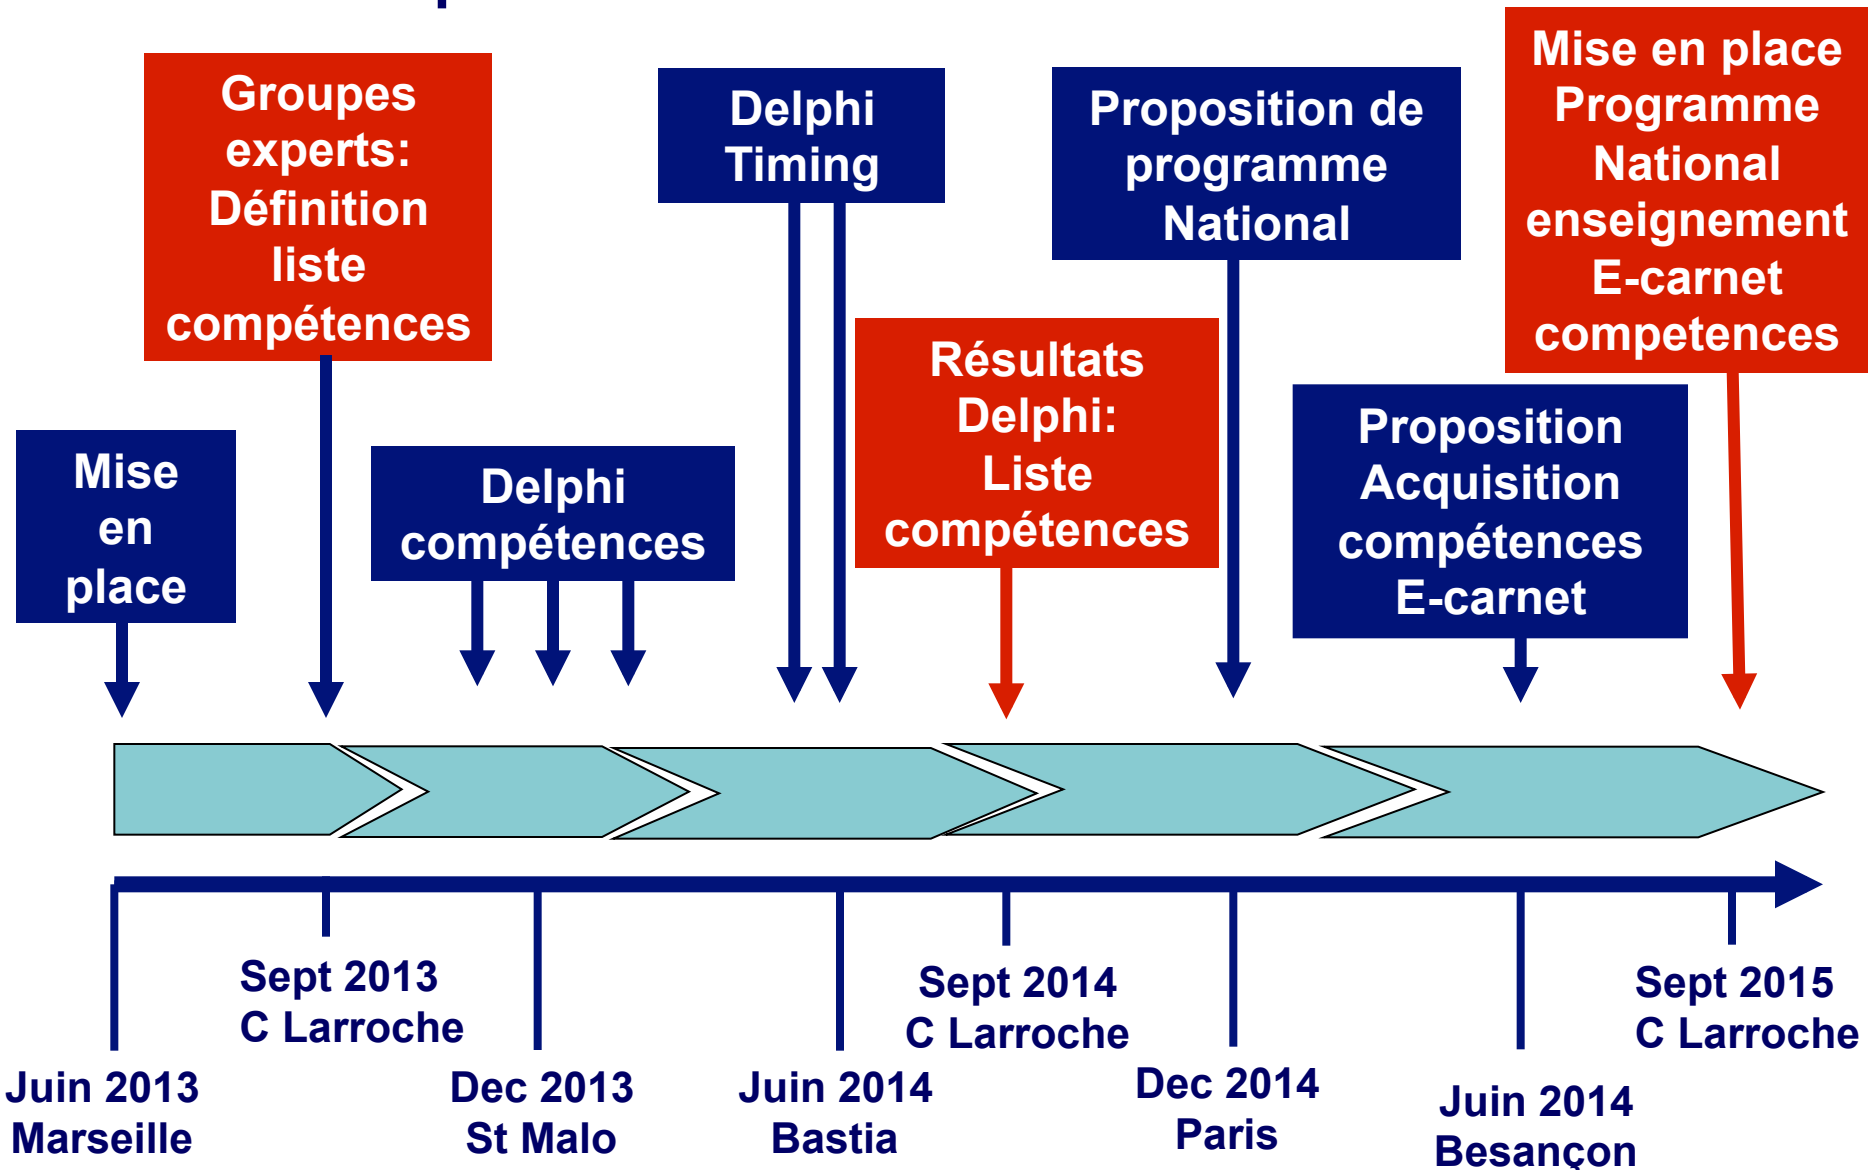 Groupes
experts:
Définition
liste
compétences
Delphi
Timing
Proposition de
programme
National
Mise en place
Programme
National
enseignement
E-carnet
competences
Mise
en
place
Delphi
compétences
Résultats
Delphi:
Liste
compétences
Proposition
Acquisition
compétences
E-carnet
Sept 2013
C Larroche
Sept 2014
C Larroche
Sept 2015
C Larroche
Juin 2013
Marseille
Dec 2013
St Malo
Juin 2014
Bastia
Dec 2014
Paris
Juin 2014
Besançon